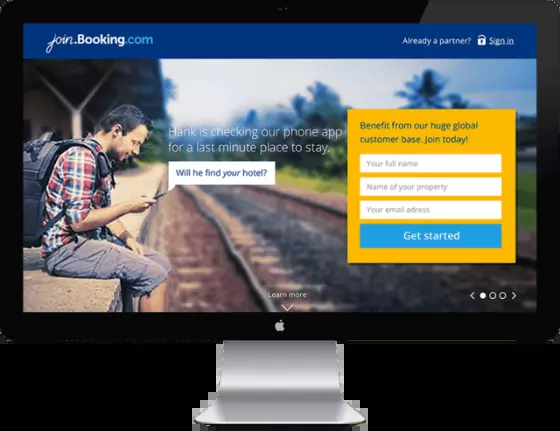 join.Booking.com
Already a partner? Sign in
Hank is checking our phone app
for a last minute place to stay.
Will he find your hotel?
Benefit from our huge global
customer base. Join today!
Your full name
Name of your property
Your email adress
Get started
Learn more